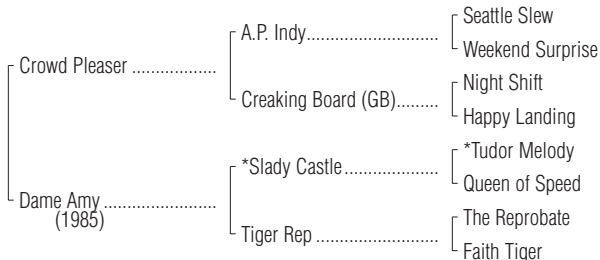 Seattle Slew
A.P. Indy......................
Weekend Surprise
Crowd Pleaser ..................
Night Shift
Creaking Board (GB).........
Happy Landing
*Tudor Melody
*Slady Castle....................
Queen of Speed
Dame Amy ........................
(1985)
The Reprobate
Tiger Rep ..........................
Faith Tiger